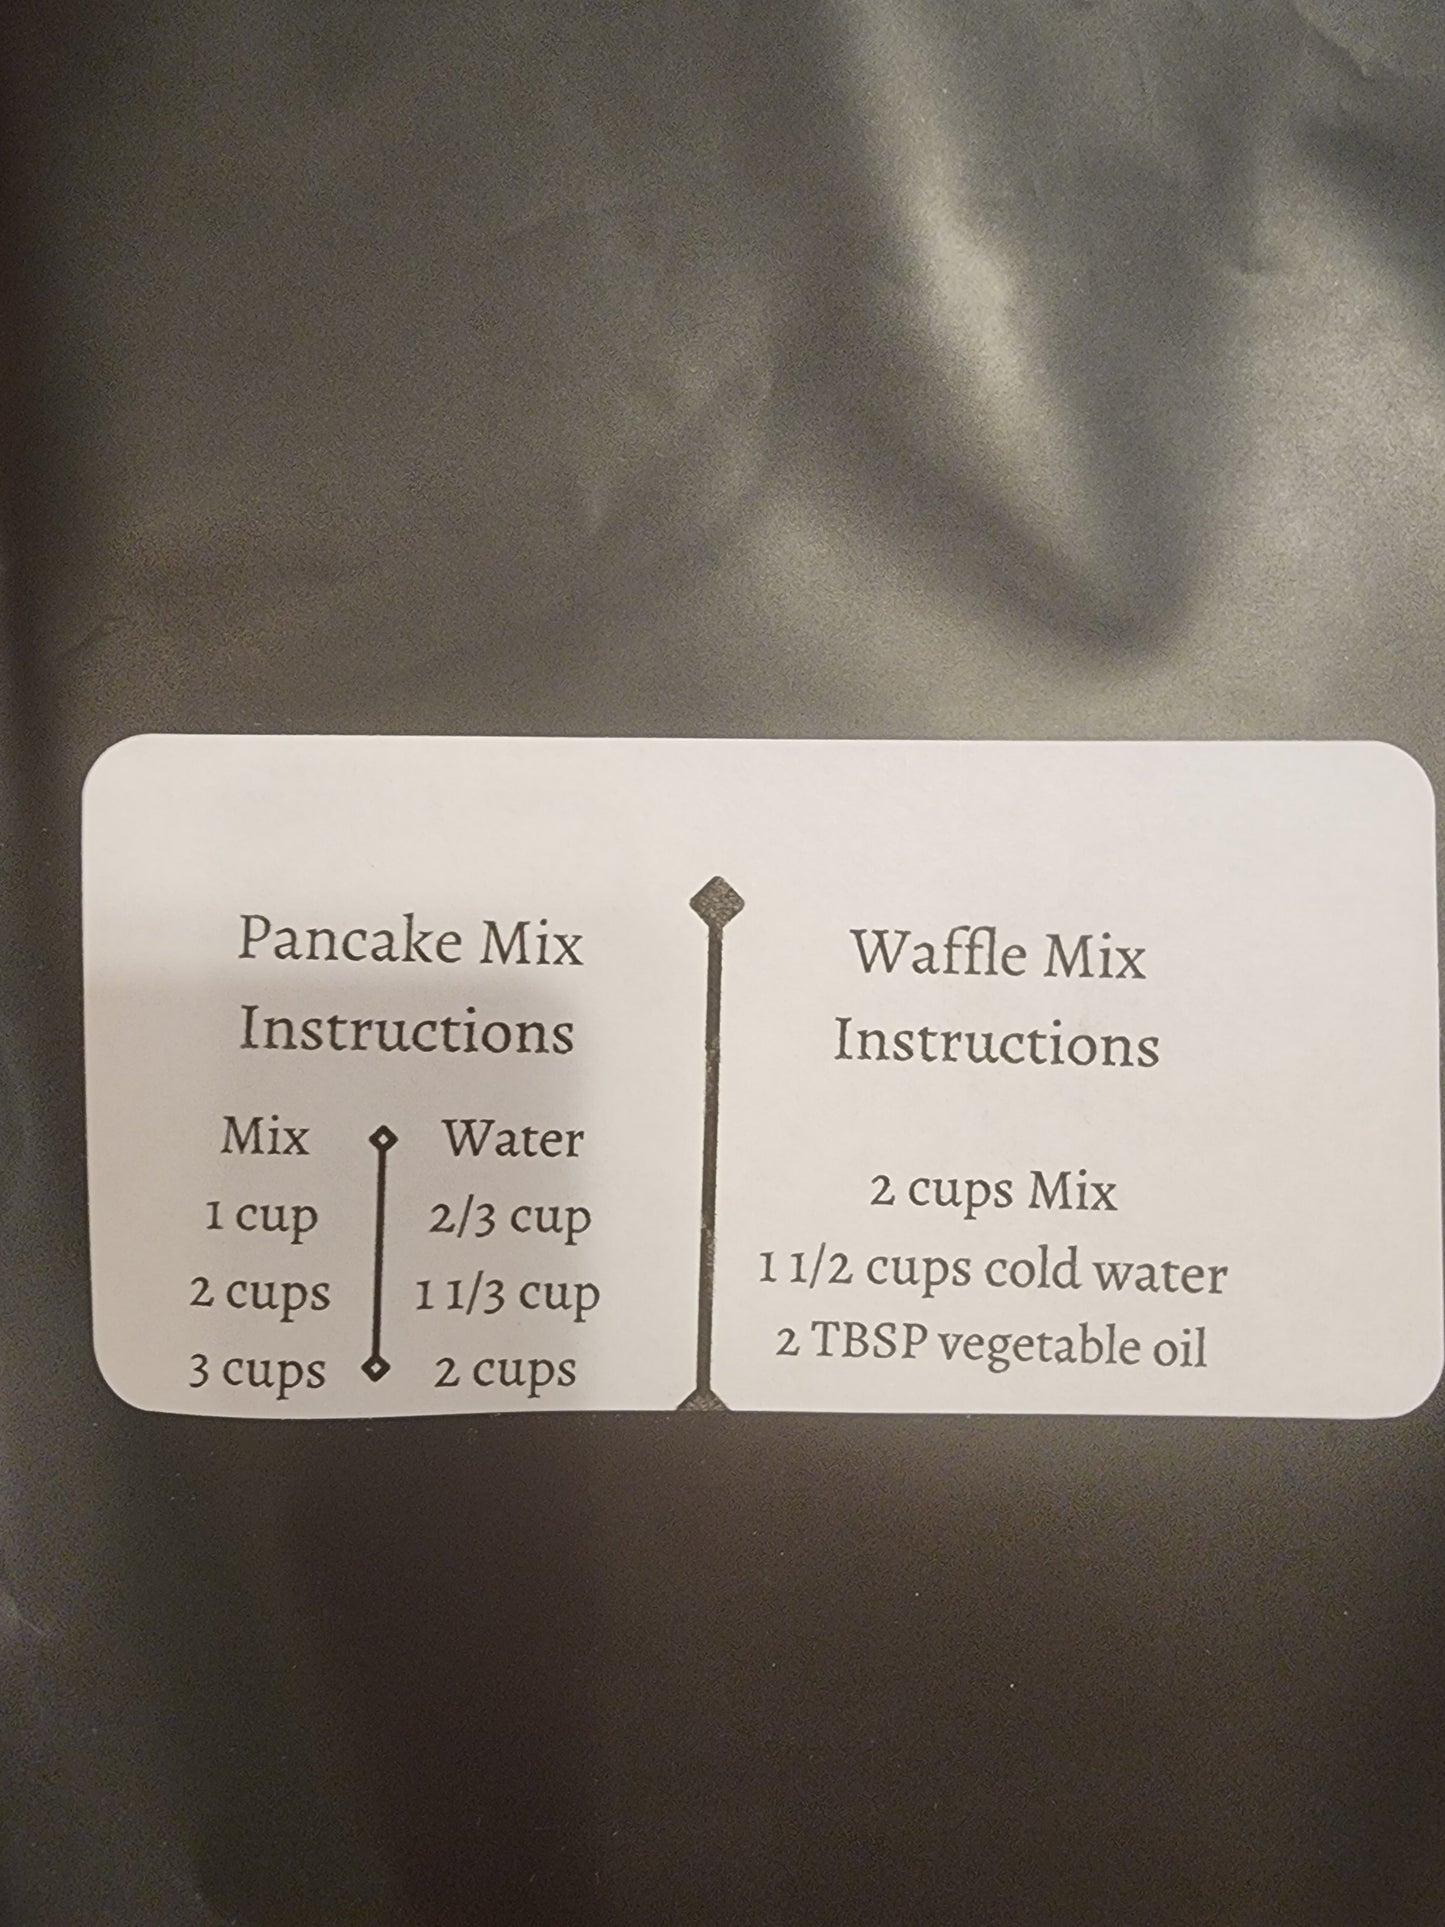 Pancake Mix
Instructions
Mix Water
1 cup 2/3 cup
2 cups 1 1/3 cup
3 cups 2 cups
Waffle Mix
Instructions
2 cups Mix
1 1/2 cups cold water
2 TBSP vegetable oil